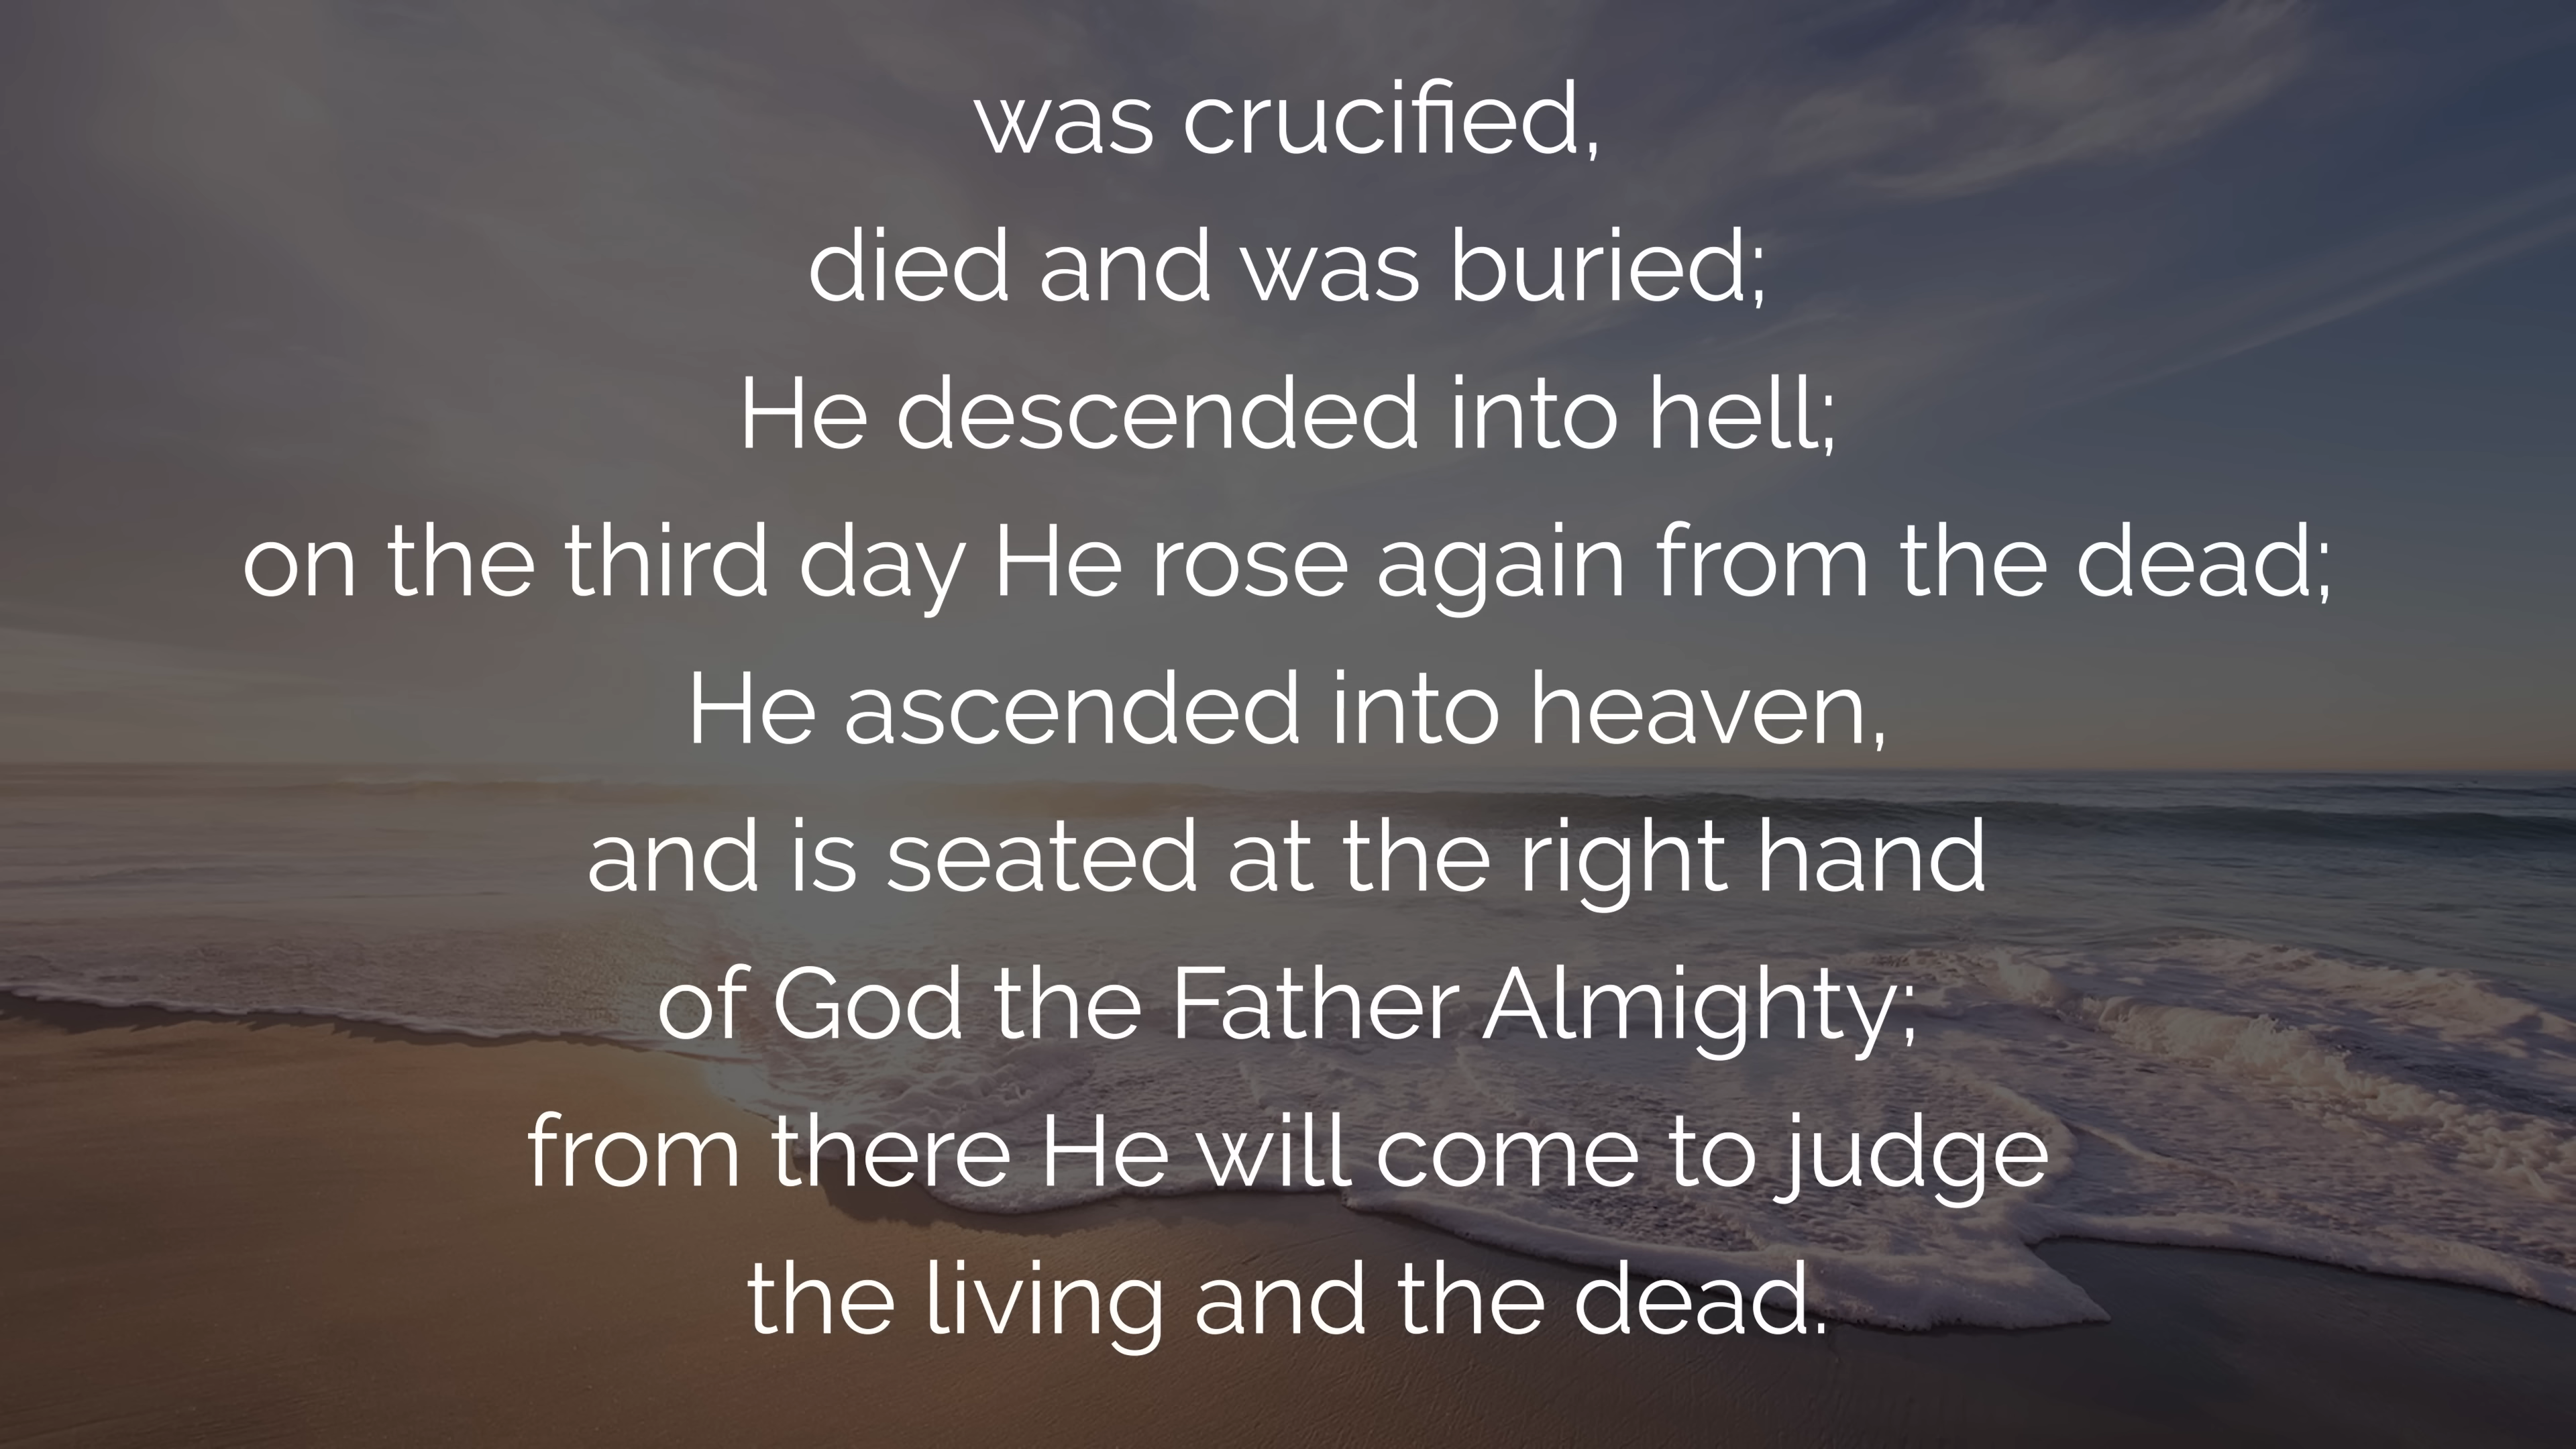 was crucified,
died and was buried;
He descended into hell;
on the third day He rose again from the dead;
He ascended into heaven,
and is seated at the right hand
of God the Father Almighty;
from there He will come to judge
the living and the dead.